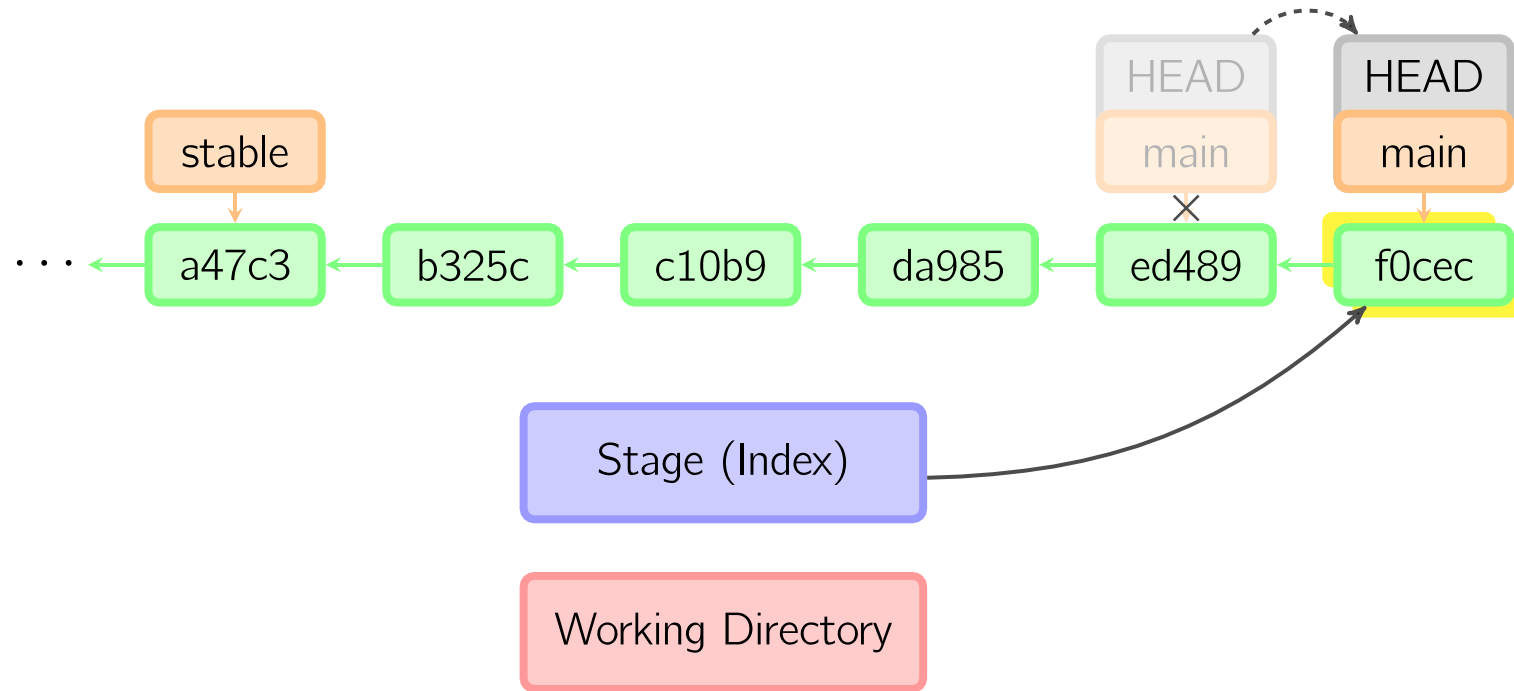 HEAD HEAD
stable main main
... a47c3 b325c c10b9 da985 ed489 f0cec
Stage (Index)
Working Directory